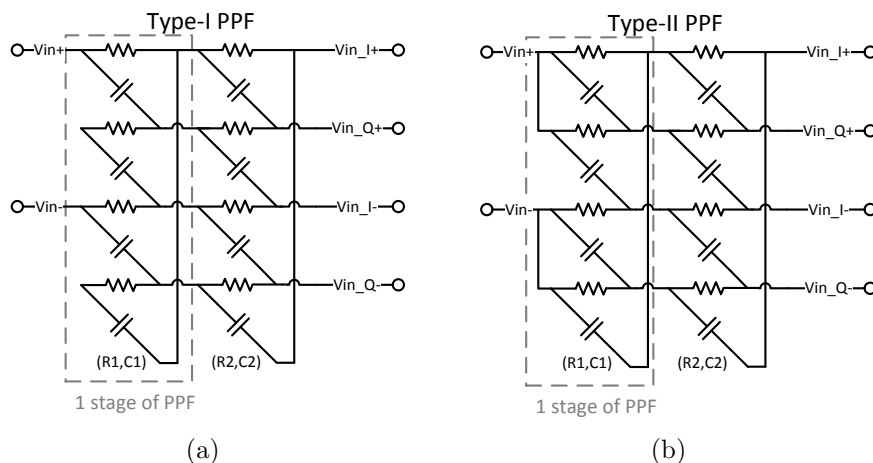 Type-I PPF
Vin+
Vin_I+
Vin_Q+
Vin-
Vin_I-
Vin_Q-
(R1,C1)
(R2,C2)
1 stage of PPF
(a)
Type-II PPF
Vin+
Vin_I+
Vin_Q+
Vin-
Vin_I-
Vin_Q-
(R1,C1)
(R2,C2)
1 stage of PPF
(b)